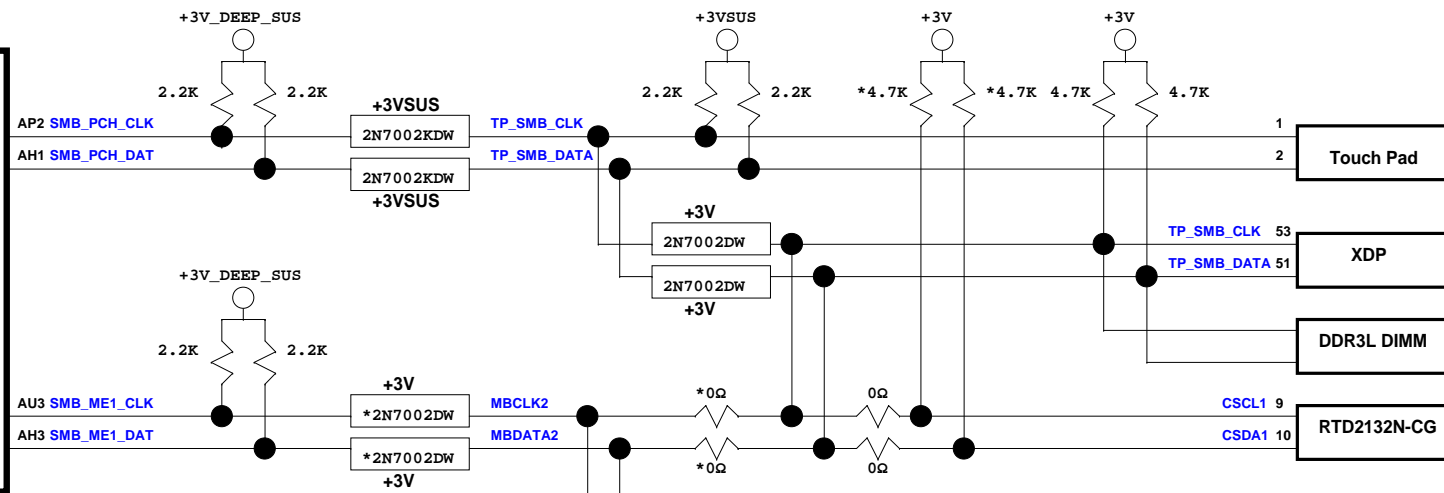 +3V_DEEP_SUS
+3VSUS
+3V
+3V
2.2K
2.2K
2.2K
2.2K
*4.7K
*4.7K
4.7K
4.7K
+3VSUS
AP2 SMB_PCH_CLK
2N7002KDW
TP_SMB_CLK
1
AH1 SMB_PCH_DAT
2N7002KDW
TP_SMB_DATA
2
Touch Pad
+3VSUS
+3V
2N7002DW
TP_SMB_CLK 53
2N7002DW
TP_SMB_DATA 51
XDP
+3V
+3V_DEEP_SUS
2.2K
2.2K
DDR3L DIMM
+3V
*0Ω
0Ω
AU3 SMB_ME1_CLK
*2N7002DW
MBCLK2
CSCL1 9
AH3 SMB_ME1_DAT
*2N7002DW
MBDATA2
CSDA1 10
RTD2132N-CG
*0Ω
0Ω
+3V